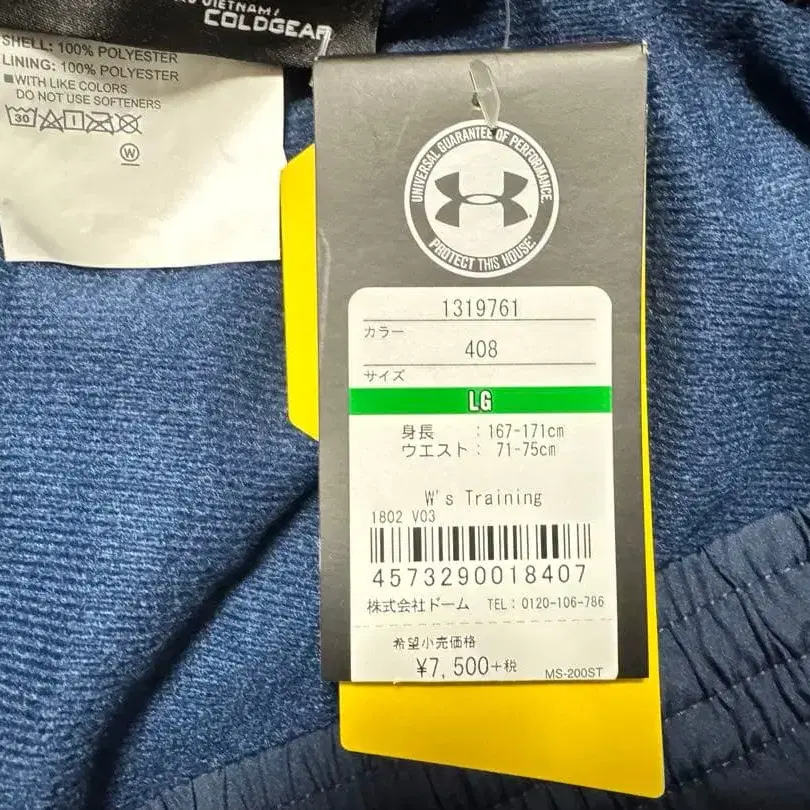 VIETNAM/
COLDGEAR
SHELL: 100% POLYESTER
LINING: 100% POLYESTER
■WITH LIKE COLORS
DO NOT USE SOFTENERS
30
W
UNIVERSAL GUARANTEE OF PERFORMANCE.
PROTECT THIS HOUSE.
1319761
カラー
408
サイズ
LG
身長 : 167-171cm
ウエスト: 71-75cm
W's Training
1802 V03
4573290018407
株式会社ドーム TEL: 0120-106-786
希望小売価格
¥7,500+税
MS-200ST